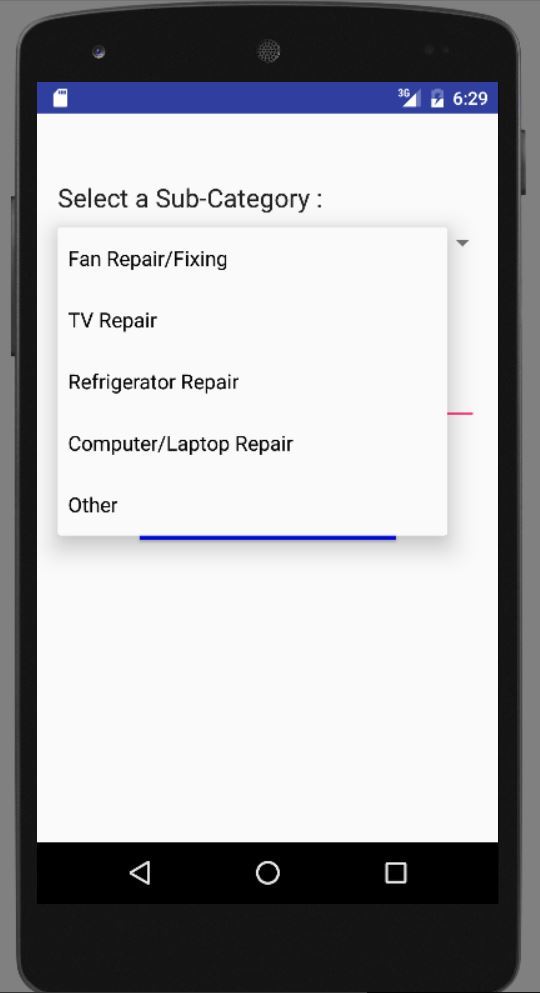 3G 6:29
Select a Sub-Category :
Fan Repair/Fixing
TV Repair
Refrigerator Repair
Computer/Laptop Repair
Other